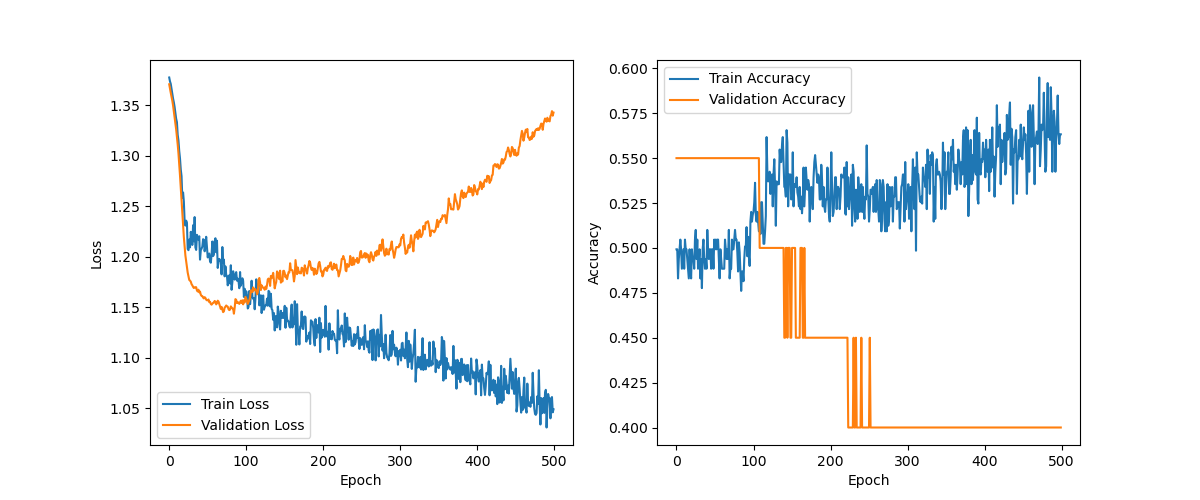 1.35
1.30
1.25
1.20
1.15
1.10
1.05
Loss
Train Loss
Validation Loss
0 100 200 300 400 500
Epoch
0.600
0.575
0.550
0.525
0.500
0.475
0.450
0.425
0.400
Accuracy
Train Accuracy
Validation Accuracy
0 100 200 300 400 500
Epoch